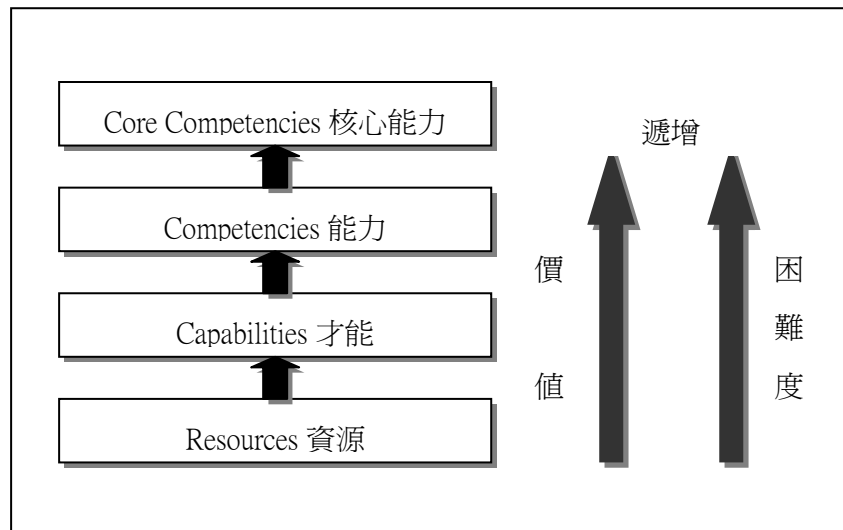 Core Competencies 核心能力
遞增
Competencies 能力
價值
困難度
Capabilities 才能
Resources 資源